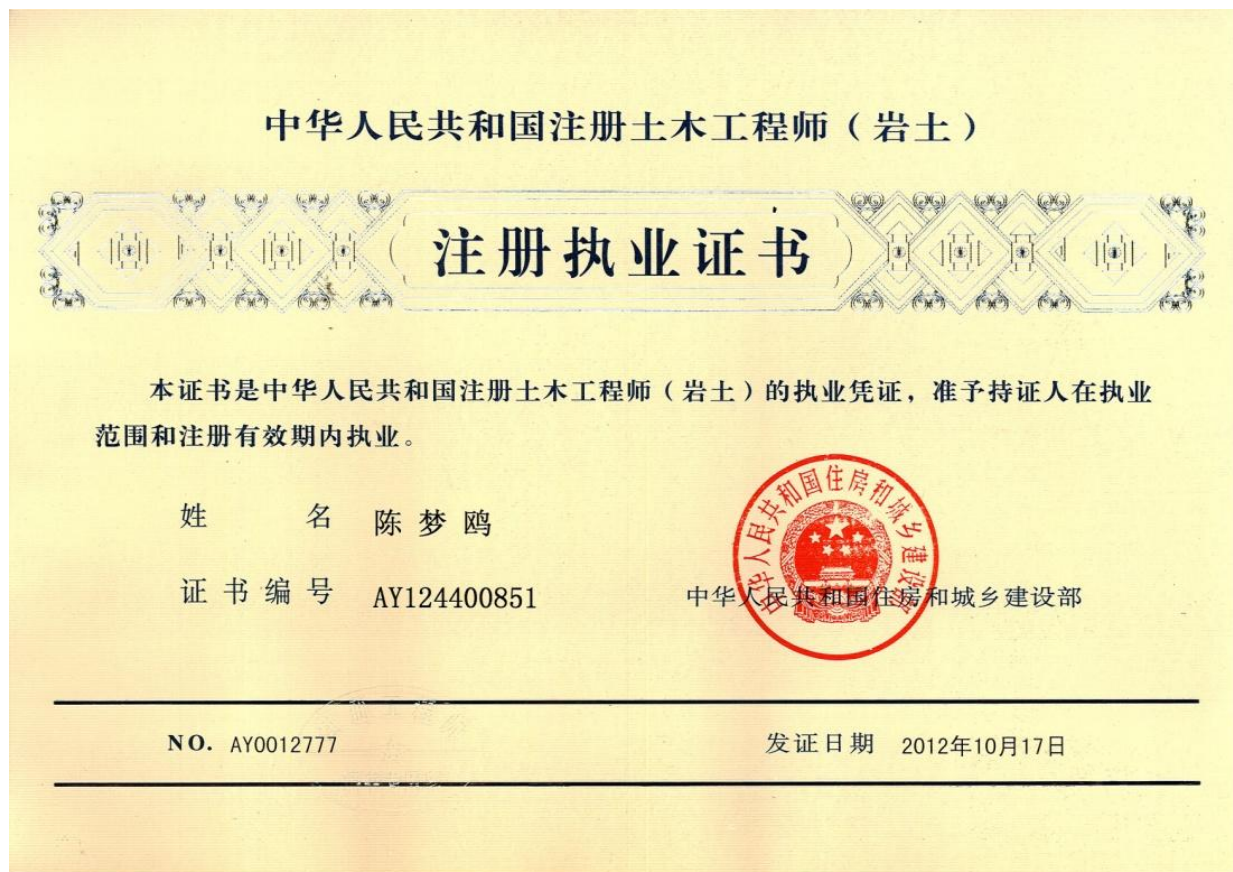 中华人民共和国注册土木工程师（岩土）
注册执业证书
本证书是中华人民共和国注册土木工程师（岩土）的执业凭证，准予持证人在执业
范围和注册有效期内执业。
姓 名 陈梦鸥
证书编号 AY124400851
中华人民共和国住房和城乡建设部
中华人民共和国住房和城乡建设部
NO. AY0012777
发证日期 2012年10月17日